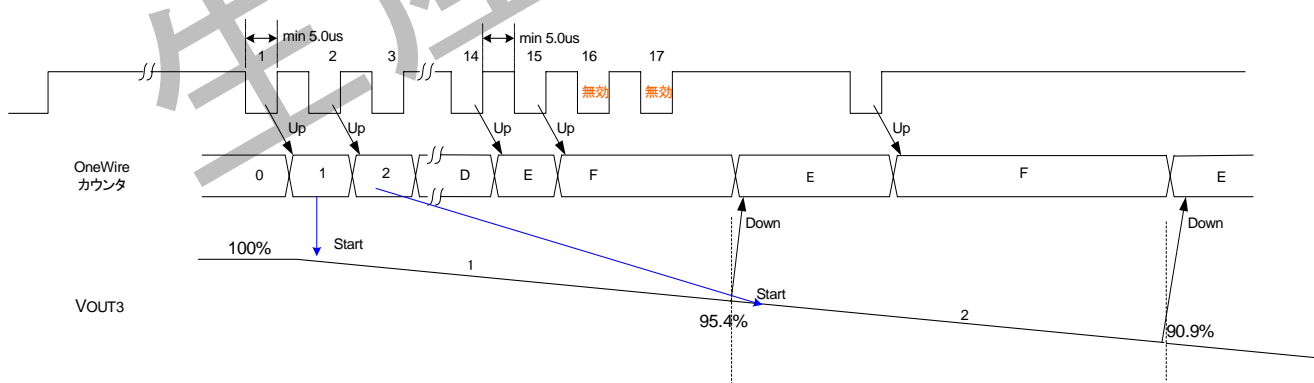 生産
min 5.0us
min 5.0us
1 2 3 14 15 16 17
無効 無効
Up Up Up Up Up
OneWire
カウンタ
0 1 2 D E F E F E
Down Down
100% Start
1
Start
VOUT3
95.4%
2
90.9%